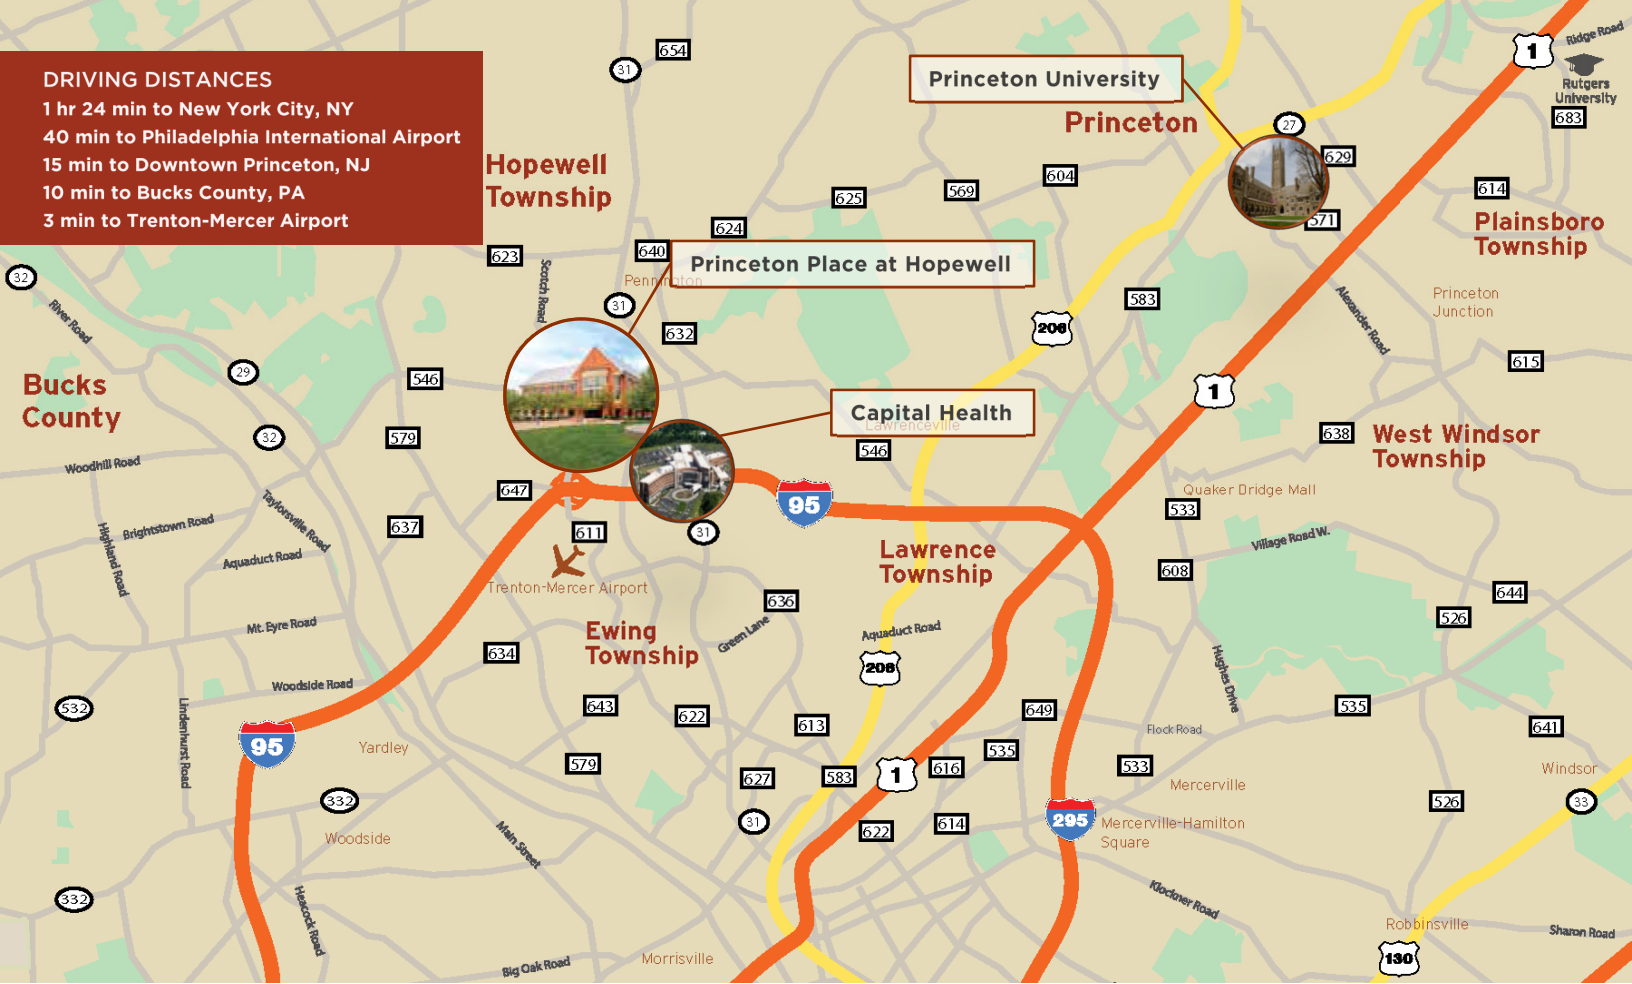 DRIVING DISTANCES
1 hr 24 min to New York City, NY
40 min to Philadelphia International Airport
15 min to Downtown Princeton, NJ
10 min to Bucks County, PA
3 min to Trenton-Mercer Airport
654
31
1
Ridge Road
Rutgers
University
683
Princeton University
Princeton
27
629
571
614
Plainsboro
Township
Hopewell
Township
604
569
625
624
640
623
Scotch Road
Pennington
Princeton Place at Hopewell
31
632
32
River Road
583
206
Alexander Road
Princeton
Junction
615
29
Bucks
County
546
1
Capital Health
Lawrenceville
546
32
579
638
West Windsor
Township
Woodhill Road
647
95
Quaker Bridge Mall
533
Taylorsville Road
Brightstown Road
Highland Road
637
611
31
Village Road W.
Lawrence
Township
Aquaduct Road
Trenton-Mercer Airport
608
644
636
526
Mt. Eyre Road
Ewing
Township
Green Lane
Aquaduct Road
634
206
Hughes Drive
Woodside Road
532
Lindenhurst Road
643
622
613
649
535
641
95
Yardley
Flock Road
535
579
627
583
1
616
533
Mercerville
Windsor
332
31
526
33
Woodside
Main Street
622
614
295
Mercerville-Hamilton
Square
332
Heacock Road
Klockner Road
Robbinsville
Sharon Road
Big Oak Road
Morrisville
130